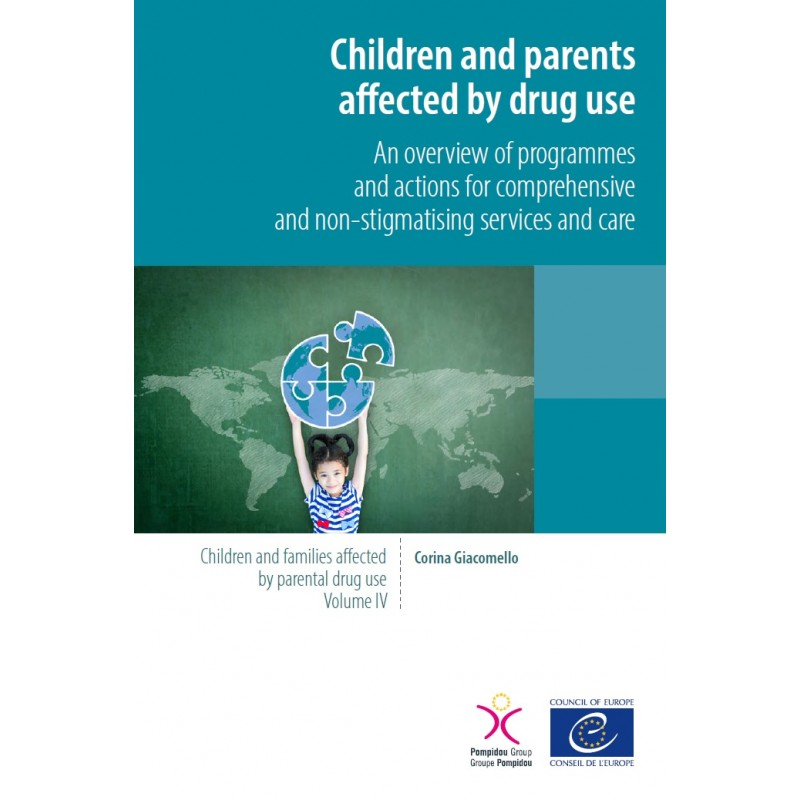 Children and parents
affected by drug use
An overview of programmes
and actions for comprehensive
and non-stigmatising services and care
Children and families affected
by parental drug use
Volume IV
Corina Giacomello
Pompidou Group
Groupe Pompidou
COUNCIL OF EUROPE
CONSEIL DE L'EUROPE